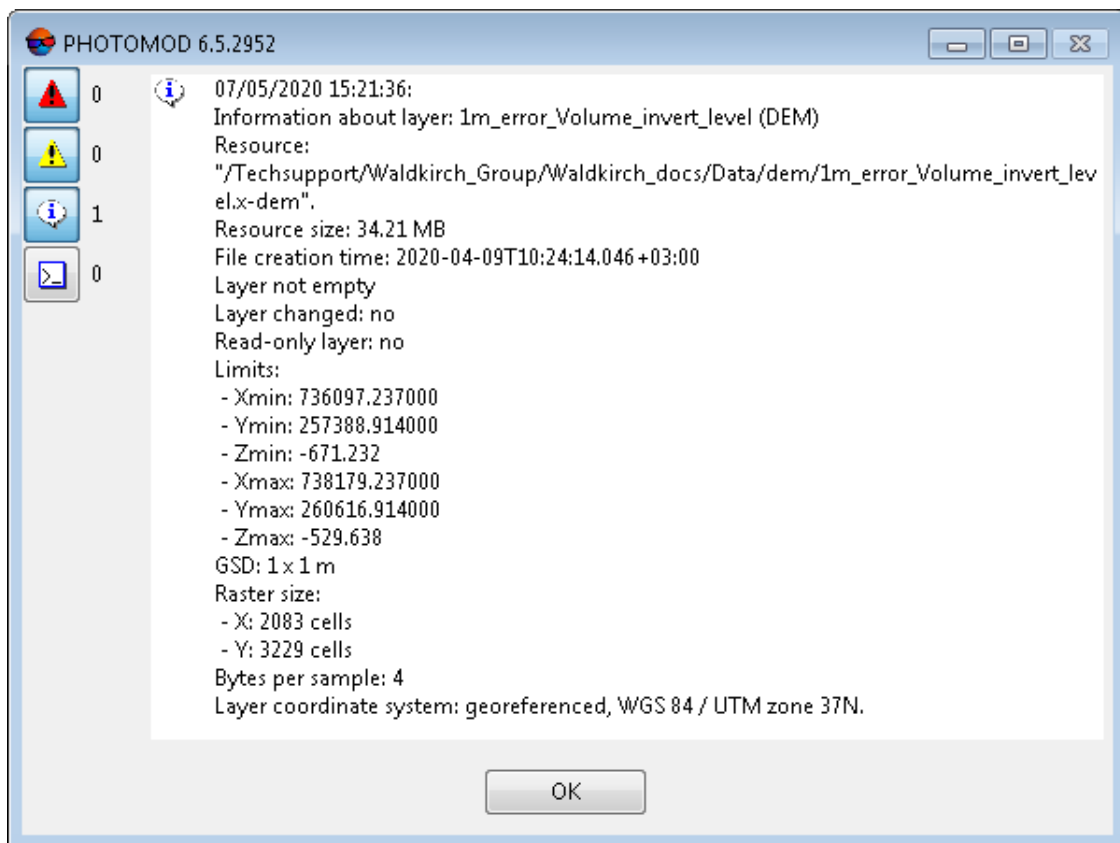 PHOTOMOD 6.5.2952
0
0
1
0
07/05/2020 15:21:36:
Information about layer: 1m_error_Volume_invert_level (DEM)
Resource:
"/Techsupport/Waldkirch_Group/Waldkirch_docs/Data/dem/1m_error_Volume_invert_lev
el.x-dem".
Resource size: 34.21 MB
File creation time: 2020-04-09T10:24:14.046+03:00
Layer not empty
Layer changed: no
Read-only layer: no
Limits:
- Xmin: 736097.237000
- Ymin: 257388.914000
- Zmin: -671.232
- Xmax: 738179.237000
- Ymax: 260616.914000
- Zmax: -529.638
GSD: 1 x 1 m
Raster size:
- X: 2083 cells
- Y: 3229 cells
Bytes per sample: 4
Layer coordinate system: georeferenced, WGS 84 / UTM zone 37N.
OK